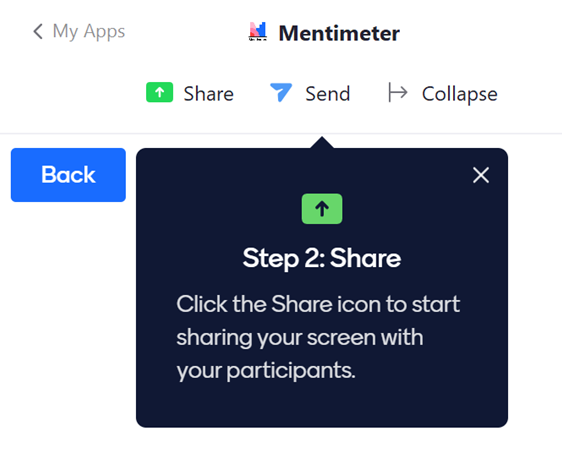 My Apps
Mentimeter
Share
Send
Collapse
Back
Step 2: Share
Click the Share icon to start
sharing your screen with
your participants.